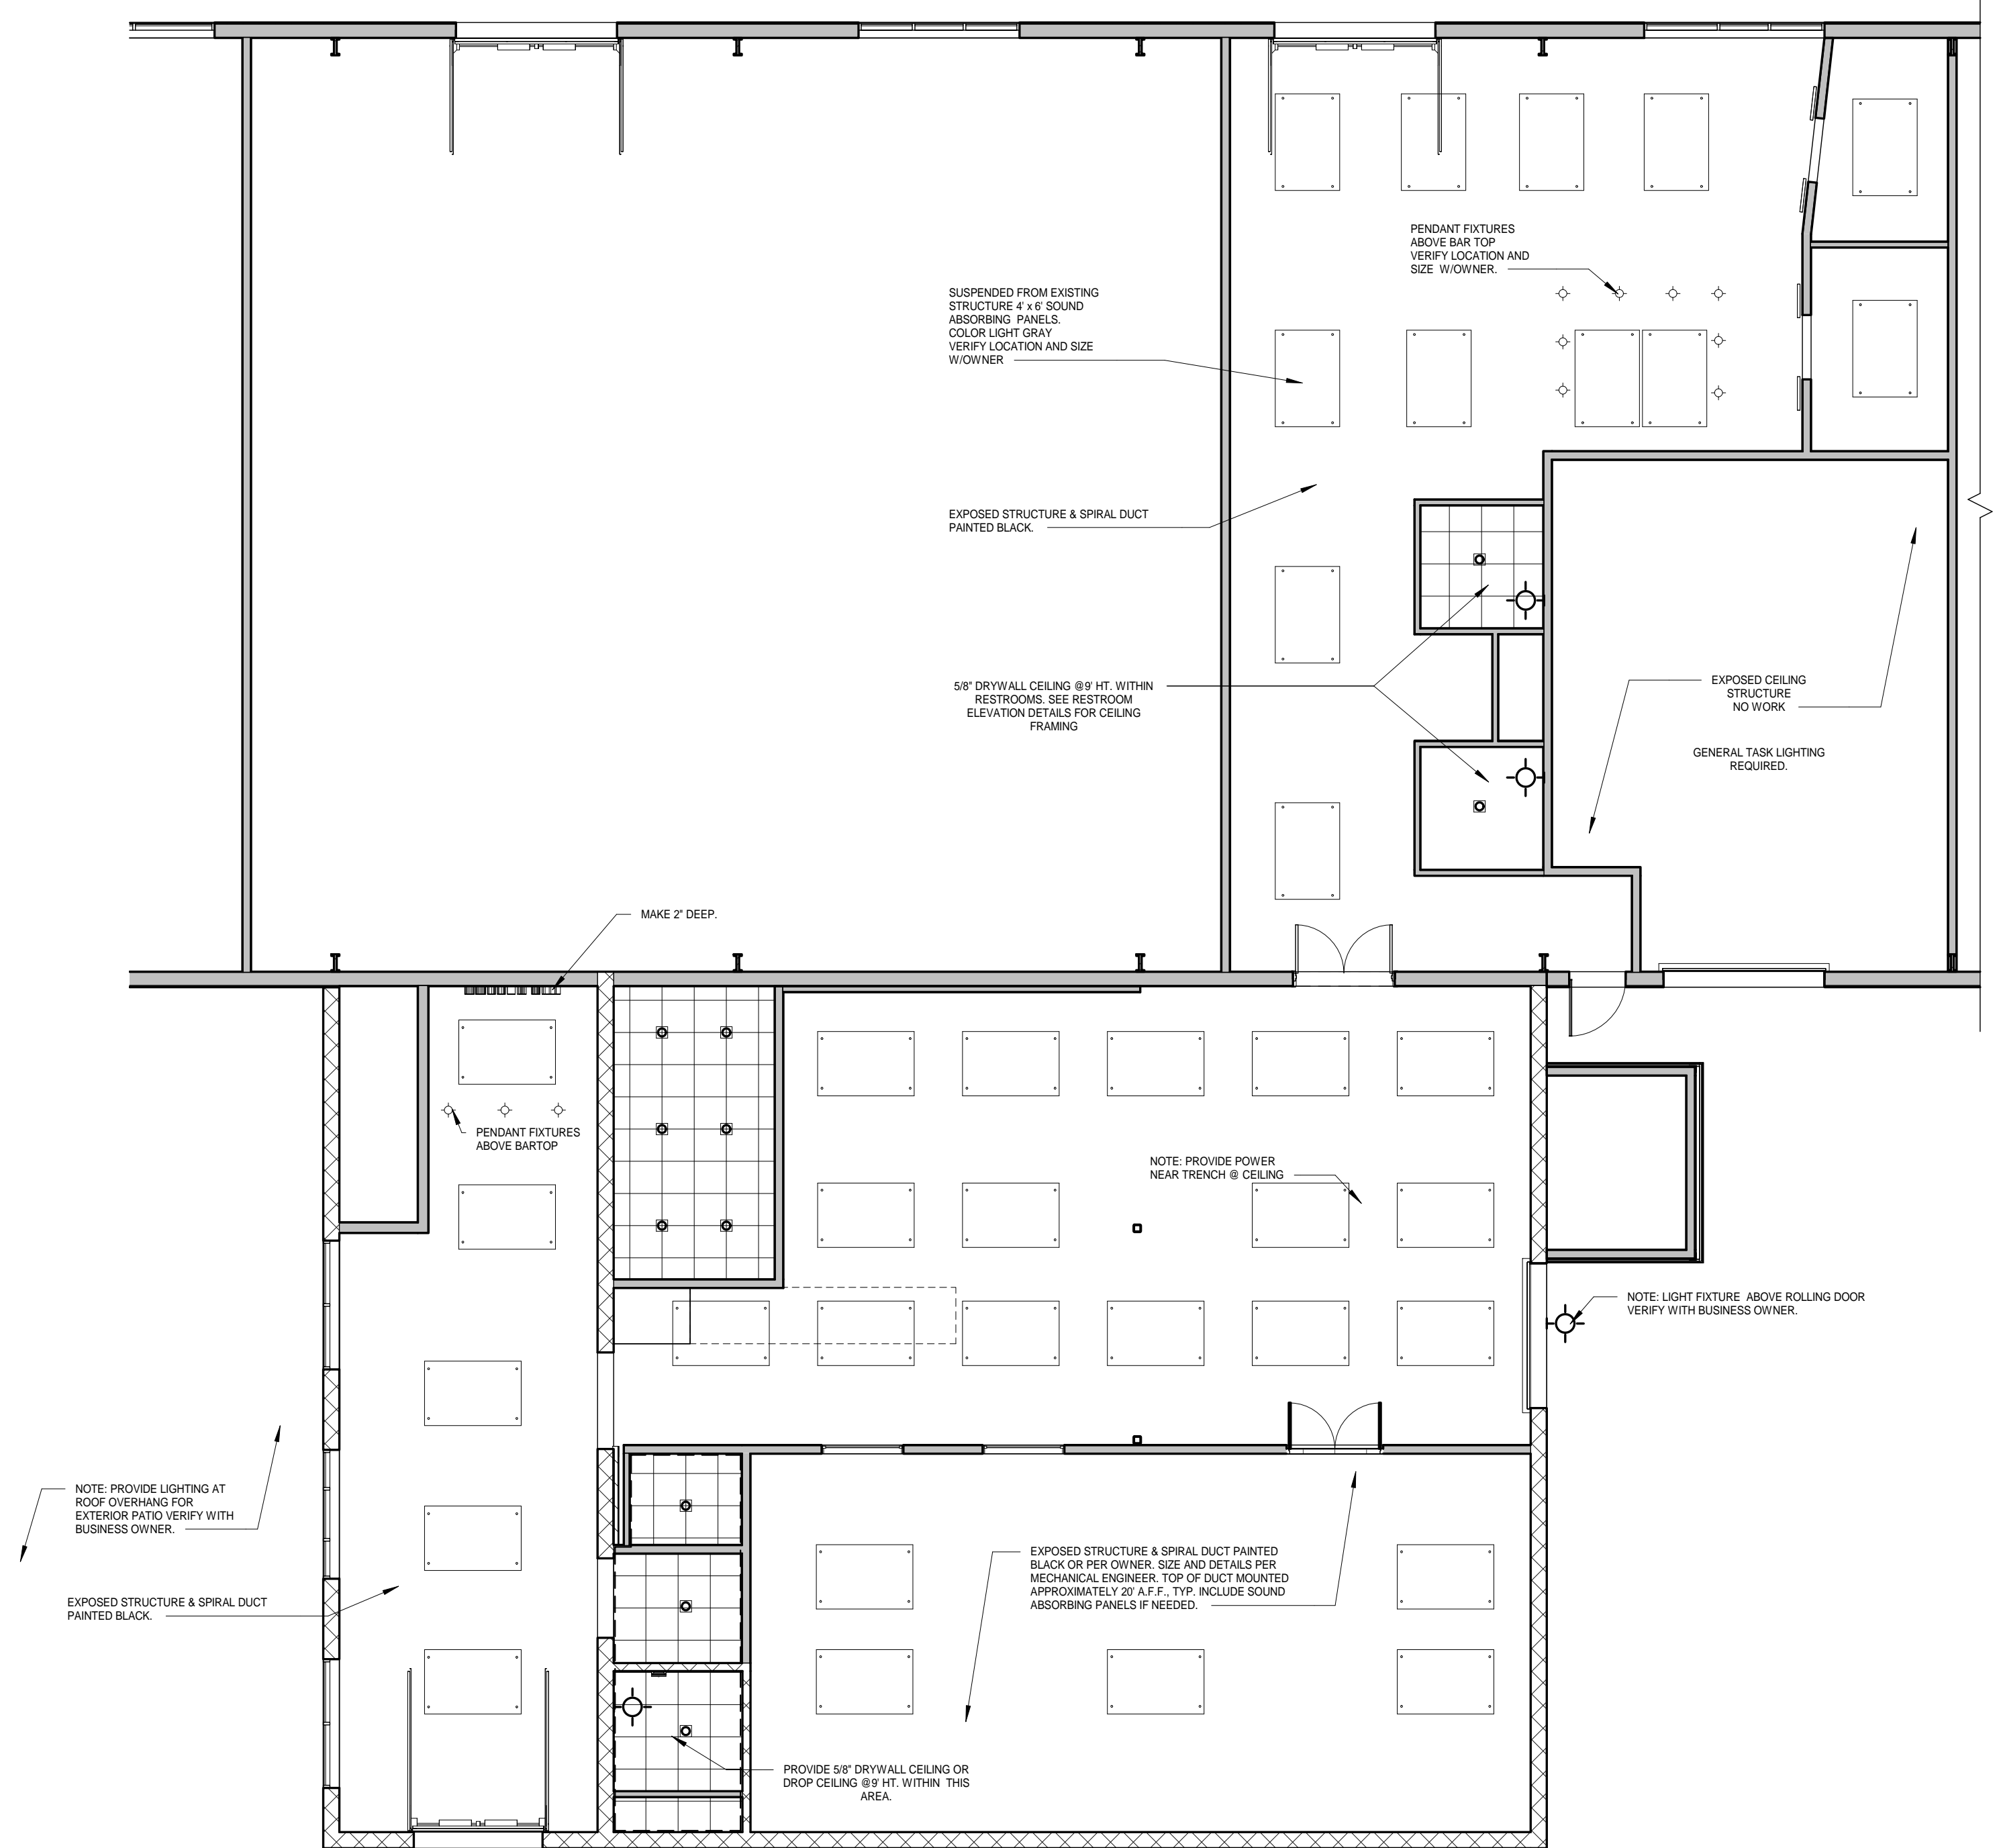 PENDANT FIXTURES
ABOVE BAR TOP
VERIFY LOCATION AND
SIZE W/OWNER.
SUSPENDED FROM EXISTING
STRUCTURE 4' x 6' SOUND
ABSORBING PANELS.
COLOR LIGHT GRAY
VERIFY LOCATION AND SIZE
W/OWNER
EXPOSED STRUCTURE & SPIRAL DUCT
PAINTED BLACK.
5/8" DRYWALL CEILING @9' HT. WITHIN
RESTROOMS. SEE RESTROOM
ELEVATION DETAILS FOR CEILING
FRAMING
EXPOSED CEILING
STRUCTURE
NO WORK
GENERAL TASK LIGHTING
REQUIRED.
MAKE 2" DEEP.
PENDANT FIXTURES
ABOVE BARTOP
NOTE: PROVIDE POWER
NEAR TRENCH @ CEILING
NOTE: LIGHT FIXTURE ABOVE ROLLING DOOR
VERIFY WITH BUSINESS OWNER.
NOTE: PROVIDE LIGHTING AT
ROOF OVERHANG FOR
EXTERIOR PATIO VERIFY WITH
BUSINESS OWNER.
EXPOSED STRUCTURE & SPIRAL DUCT
PAINTED BLACK.
EXPOSED STRUCTURE & SPIRAL DUCT PAINTED
BLACK OR PER OWNER. SIZE AND DETAILS PER
MECHANICAL ENGINEER. TOP OF DUCT MOUNTED
APPROXIMATELY 20' A.F.F., TYP. INCLUDE SOUND
ABSORBING PANELS IF NEEDED.
PROVIDE 5/8" DRYWALL CEILING OR
DROP CEILING @9' HT. WITHIN THIS
AREA.